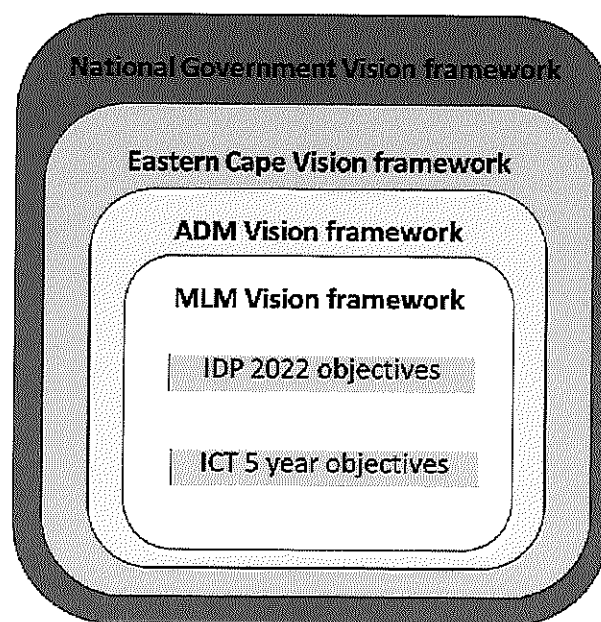 National Government Vision framework
Eastern Cape Vision framework
ADM Vision framework
MLM Vision framework
IDP 2022 objectives
ICT 5 year objectives